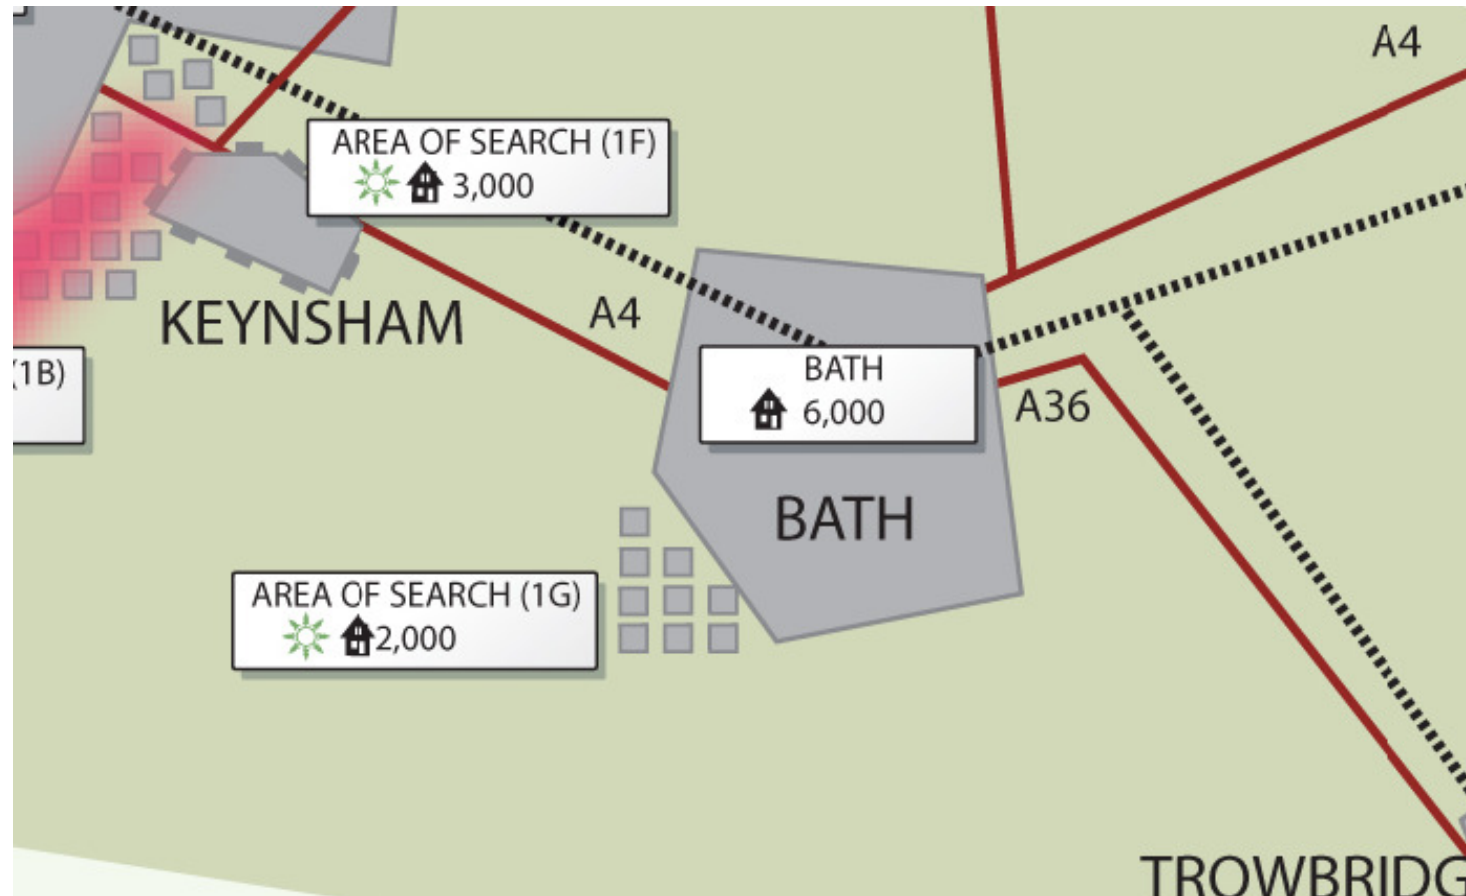 A4
AREA OF SEARCH (1F)
3,000
KEYNSHAM
A4
(1B)
BATH
6,000
A36
BATH
AREA OF SEARCH (1G)
2,000
TROWBRIDG